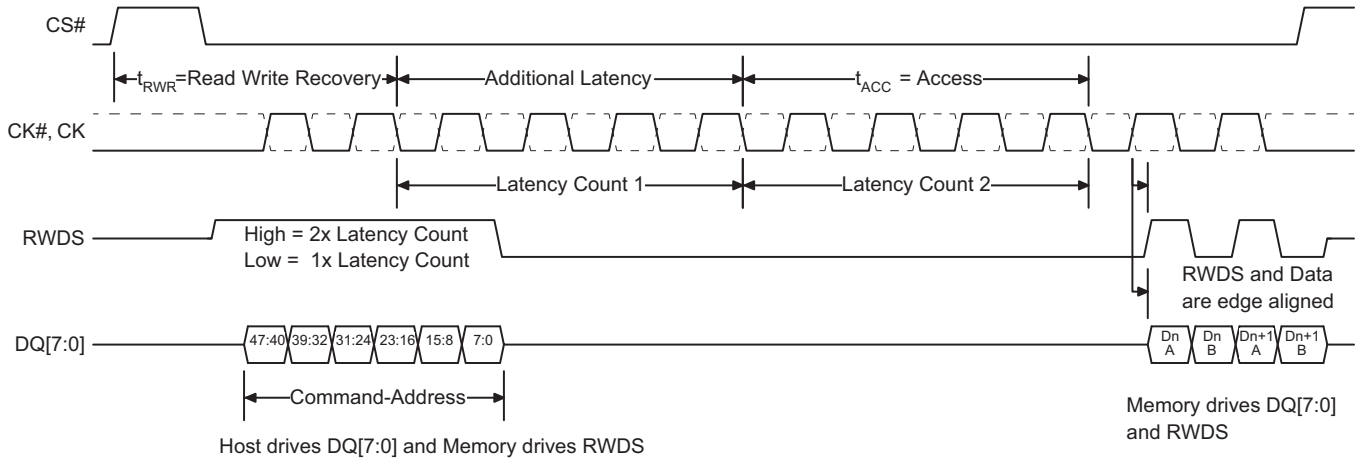 CS#
tRWR=Read Write Recovery
Additional Latency
tACC = Access
CK#, CK
Latency Count 1
Latency Count 2
RWDS
High = 2x Latency Count
Low = 1x Latency Count
RWDS and Data
are edge aligned
DQ[7:0]
47:40 39:32 31:24 23:16 15:8 7:0
Dn A
Dn B
Dn+1 A
Dn+1 B
Command-Address
Memory drives DQ[7:0]
and RWDS
Host drives DQ[7:0] and Memory drives RWDS